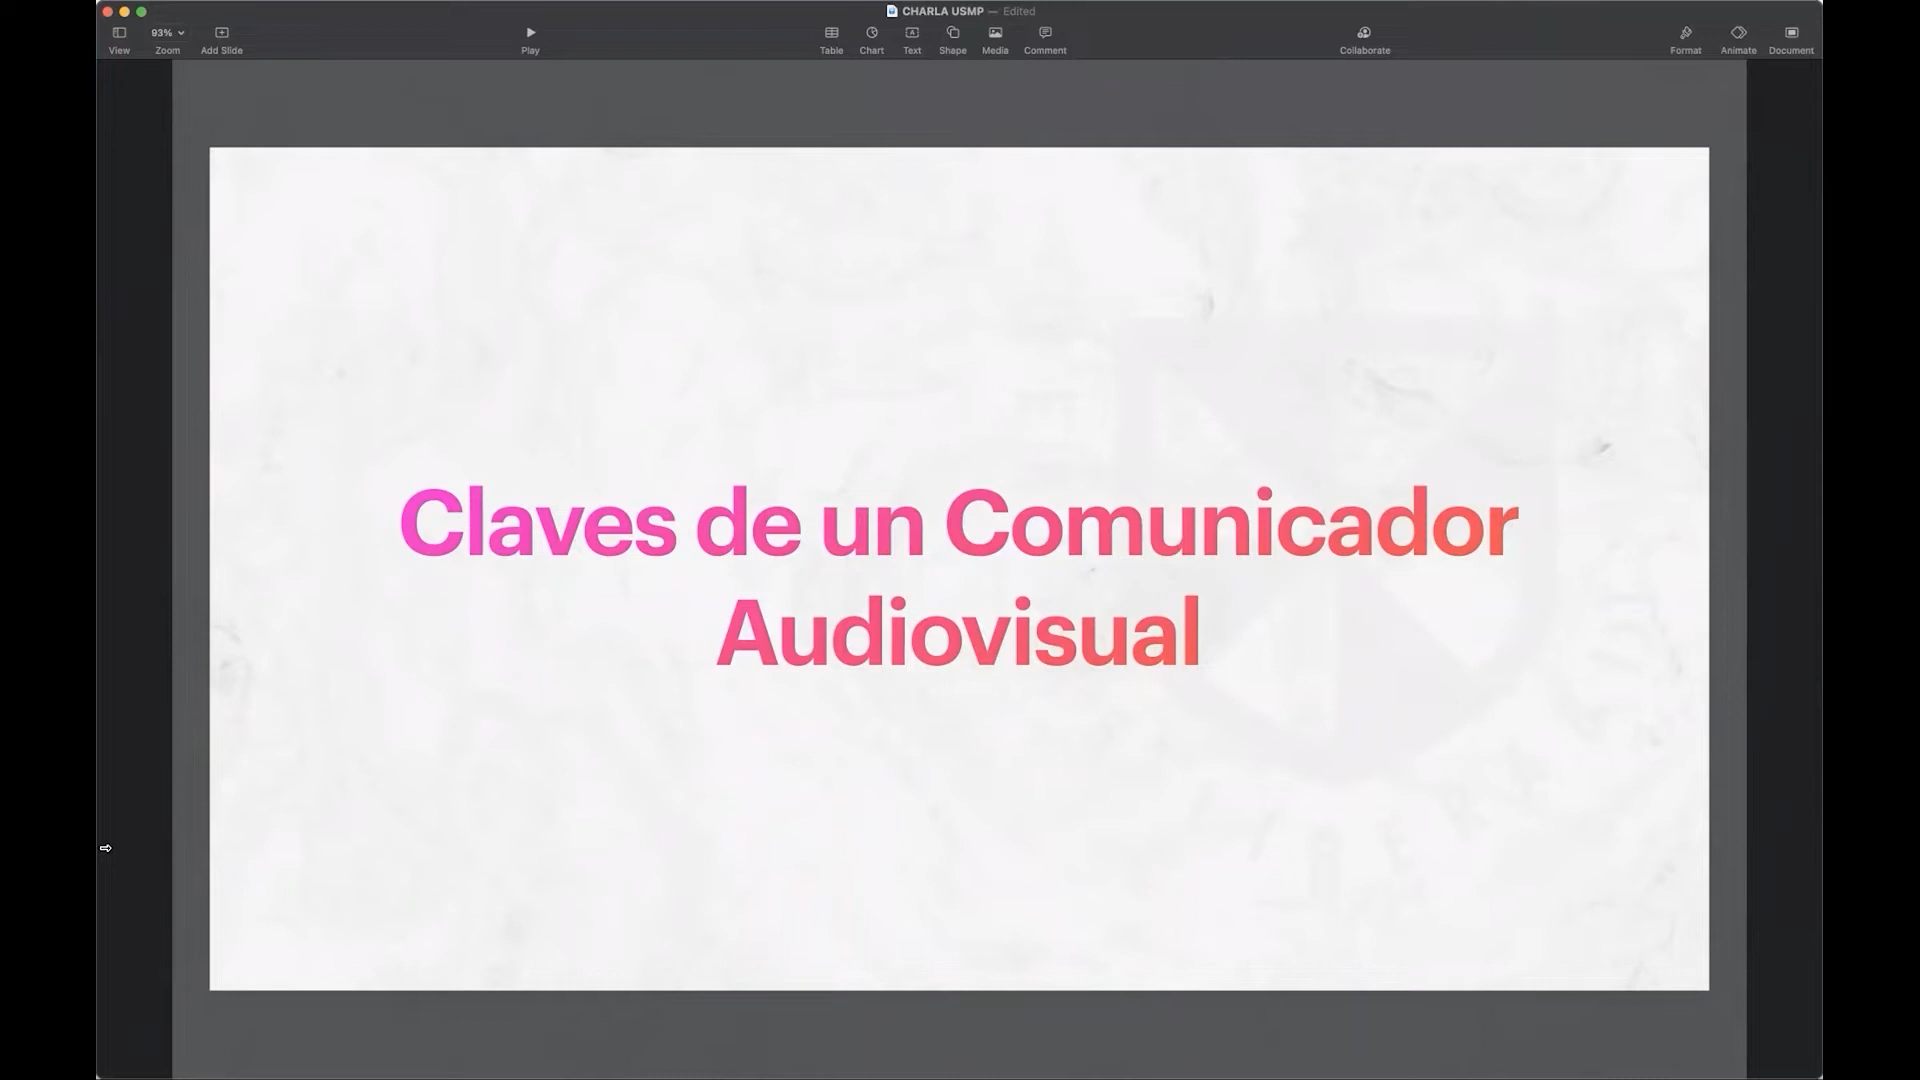 CHARLA USMP — Edited
View
93%
Zoom
Add Slide
Play
Table
Chart
Text
Shape
Media
Comment
Collaborate
Format
Animate
Document
Claves de un Comunicador
Audiovisual